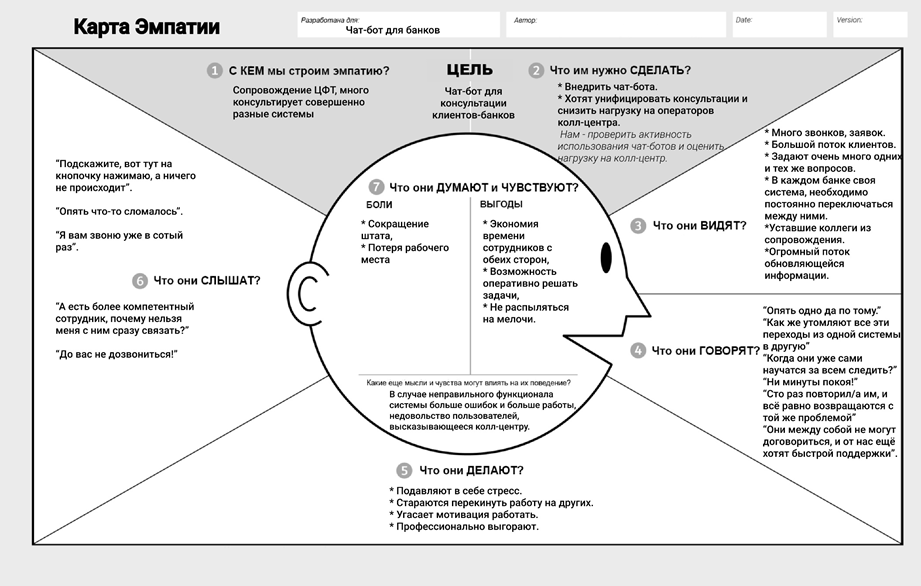 Карта Эмпатии
Разработана для:
Чат-бот для банков
Автор:
Date:
Version:
1 С КЕМ мы строим эмпатию?
Сопровождение ЦФТ, много
консультирует совершенно
разные системы
ЦЕЛЬ
Чат-бот для
консультации
клиентов-банков
2 Что им нужно СДЕЛАТЬ?
* Внедрить чат-бота.
* Хотят унифицировать консультации и
снизить нагрузку на операторов
колл-центра.
Нам - проверить активность
использования чат-ботов и оценить
нагрузку на колл-центр.
3 Что они ВИДЯТ?
* Много звонков, заявок.
* Большой поток клиентов.
* Задают очень много одних
и тех же вопросов.
* В каждом банке своя
система, необходимо
постоянно переключаться
между ними.
*Уставшие коллеги из
сопровождения.
*Огромный поток
обновляющейся
информации.
4 Что они ГОВОРЯТ?
"Опять одно да по тому."
"Как же утомляют все эти
переходы из одной системы
в другую"
"Когда они уже сами
научатся за всем следить?"
"Ни минуты покоя!"
"Сто раз повторил/а им, и
всё равно возвращаются с
той же проблемой"
"Они между собой не могут
договориться, и от нас ещё
хотят быстрой поддержки".
5 Что они ДЕЛАЮТ?
* Подавляют в себе стресс.
* Стараются перекинуть работу на других.
* Угасает мотивация работать.
* Профессионально выгорают.
6 Что они СЛЫШАТ?
"Подскажите, вот тут на
кнопочку нажимаю, а ничего
не происходит".
"Опять что-то сломалось".
"Я вам звоню уже в сотый
раз".
"А есть более компетентный
сотрудник, почему нельзя
меня с ним сразу связать?"
"До вас не дозвониться!"
7 Что они ДУМАЮТ и ЧУВСТВУЮТ?
БОЛИ
* Сокращение
штата,
* Потеря рабочего
места
ВЫГОДЫ
* Экономия
времени
сотрудников с
обеих сторон,
* Возможность
оперативно решать
задачи,
* Не распыляться
на мелочи.
Какие еще мысли и чувства могут влиять на их поведение?
В случае неправильного функционала
системы больше ошибок и больше работы,
недовольство пользователей,
высказывающееся колл-центру.